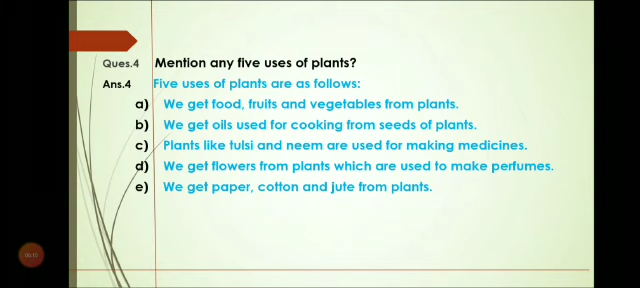 Ques.4 Mention any five uses of plants?
Ans.4 Five uses of plants are as follows:
a) We get food, fruits and vegetables from plants.
b) We get oils used for cooking from seeds of plants.
c) Plants like tulsi and neem are used for making medicines.
d) We get flowers from plants which are used to make perfumes.
e) We get paper, cotton and jute from plants.